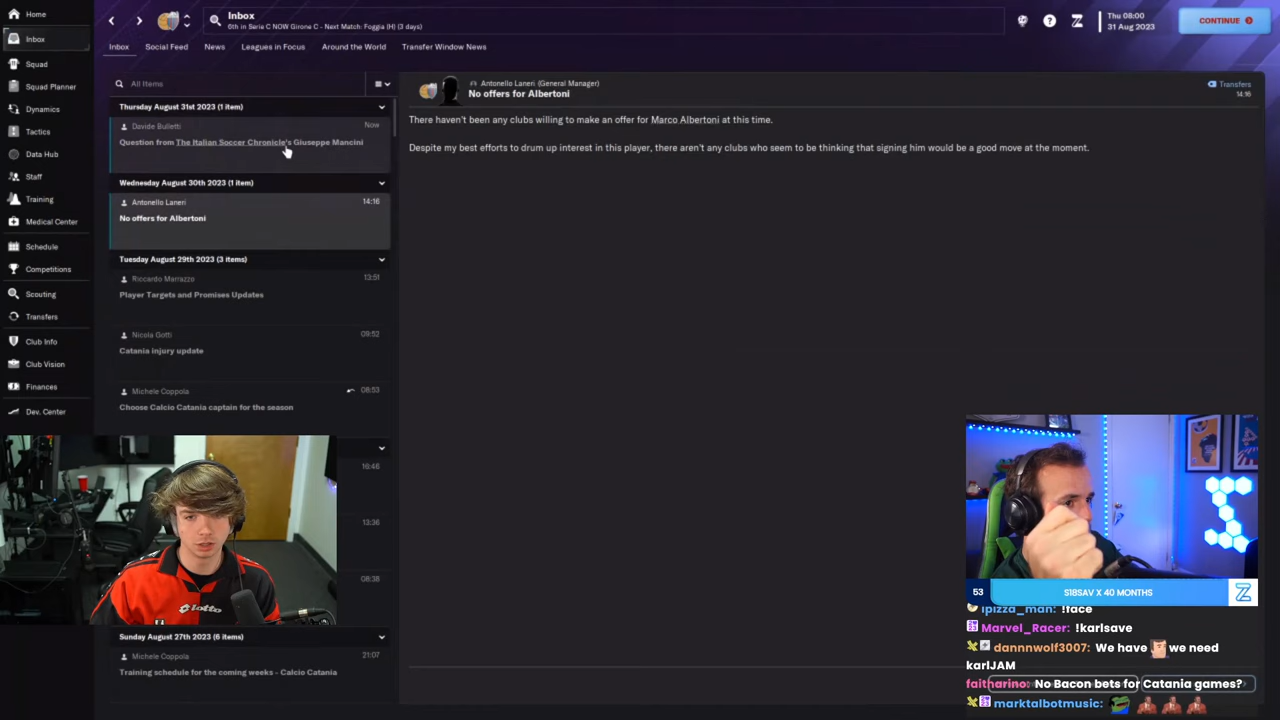 Home
Inbox
6th in Serie C NOW Girone C - Next Match: Foggia (H) (3 days)
Thu 08:00
31 Aug 2023
CONTINUE
Inbox
Squad
Squad Planner
Dynamics
Tactics
Data Hub
Staff
Training
Medical Center
Schedule
Competitions
Scouting
Transfers
Club Info
Club Vision
Finances
Dev. Center
Inbox
Social Feed
News
Leagues in Focus
Around the World
Transfer Window News
All Items
Thursday August 31st 2023 (1 item)
Davide Bulletti
Now
Question from The Italian Soccer Chronicle's Giuseppe Mancini
Wednesday August 30th 2023 (1 item)
Antonello Laneri
14:16
No offers for Albertoni
Tuesday August 29th 2023 (3 items)
Riccardo Marrazzo
13:51
Player Targets and Promises Updates
Nicola Gotti
09:52
Catania injury update
Michele Coppola
08:53
Choose Calcio Catania captain for the season
16:46
13:36
08:38
Sunday August 27th 2023 (6 items)
Michele Coppola
21:07
Training schedule for the coming weeks - Calcio Catania
Antonello Laneri (General Manager)
No offers for Albertoni
Transfers
14:16
There haven't been any clubs willing to make an offer for Marco Albertoni at this time.
Despite my best efforts to drum up interest in this player, there aren't any clubs who seem to be thinking that signing him would be a good move at the moment.
lotto
53
S18SAV X 40 MONTHS
Z
ipizza_man: !face
Marvel_Racer: !karlsave
dannnwolf3007: We have we need
karlJAM
faitharino: No Bacon bets for Catania games?
marktalbotmusic: